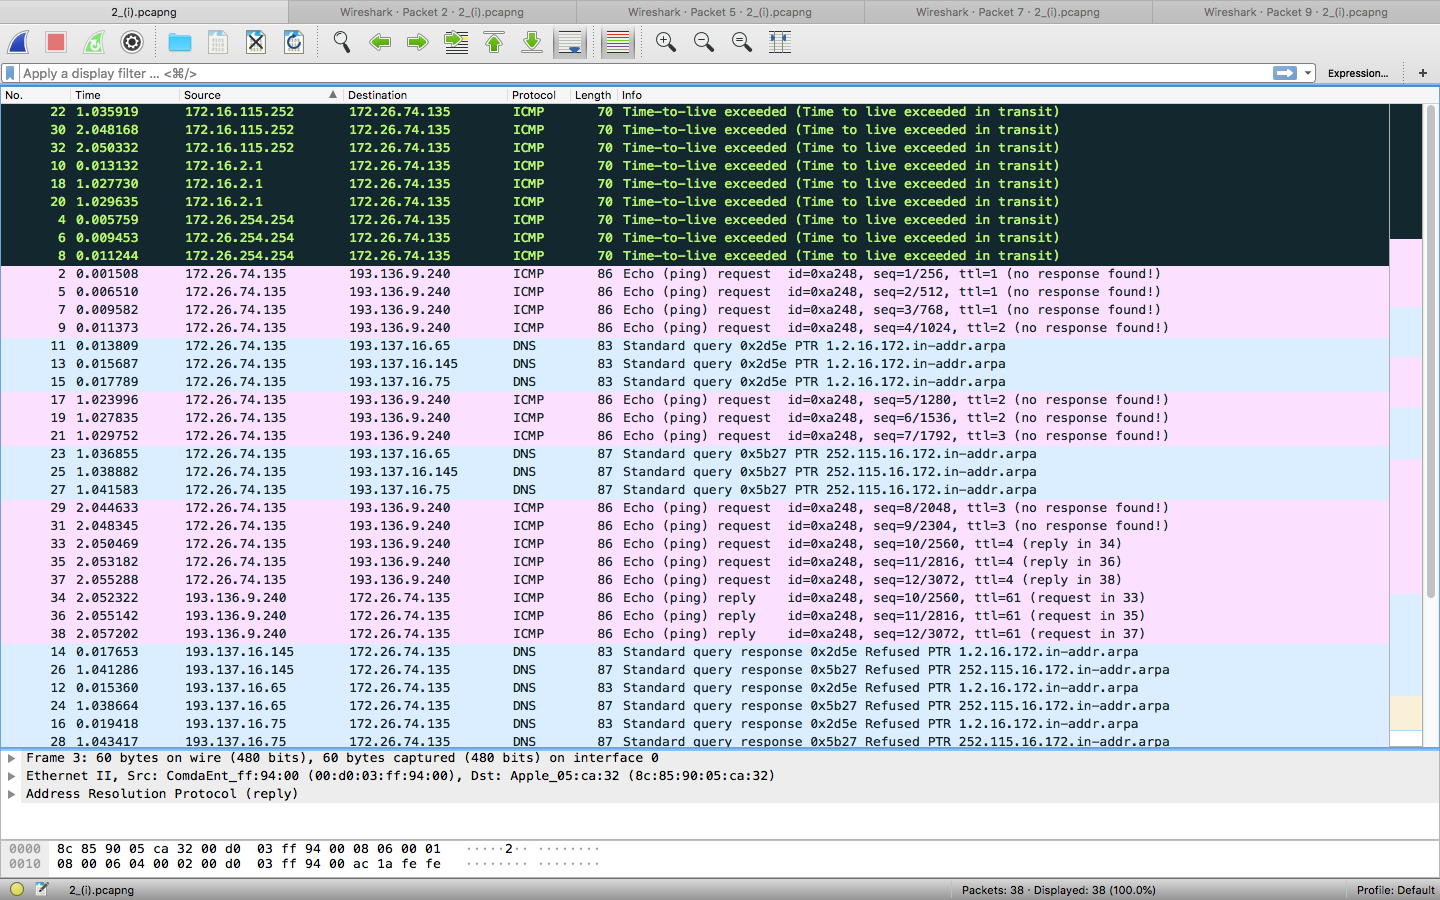 2_(i).pcapng Wireshark · Packet 2 · 2_(i).pcapng Wireshark · Packet 5 · 2_(i).pcapng Wireshark · Packet 7 · 2_(i).pcapng Wireshark · Packet 9 · 2_(i).pcapng
Apply a display filter ... <⌘/> Expression... +
No. Time Source Destination Protocol Length Info
22 1.035919 172.16.115.252 172.26.74.135 ICMP 70 Time-to-live exceeded (Time to live exceeded in transit)
30 2.048168 172.16.115.252 172.26.74.135 ICMP 70 Time-to-live exceeded (Time to live exceeded in transit)
32 2.050332 172.16.115.252 172.26.74.135 ICMP 70 Time-to-live exceeded (Time to live exceeded in transit)
10 0.013132 172.16.2.1 172.26.74.135 ICMP 70 Time-to-live exceeded (Time to live exceeded in transit)
18 1.027730 172.16.2.1 172.26.74.135 ICMP 70 Time-to-live exceeded (Time to live exceeded in transit)
20 1.029635 172.16.2.1 172.26.74.135 ICMP 70 Time-to-live exceeded (Time to live exceeded in transit)
4 0.005759 172.26.254.254 172.26.74.135 ICMP 70 Time-to-live exceeded (Time to live exceeded in transit)
6 0.009453 172.26.254.254 172.26.74.135 ICMP 70 Time-to-live exceeded (Time to live exceeded in transit)
8 0.011244 172.26.254.254 172.26.74.135 ICMP 70 Time-to-live exceeded (Time to live exceeded in transit)
2 0.001508 172.26.74.135 193.136.9.240 ICMP 86 Echo (ping) request id=0xa248, seq=1/256, ttl=1 (no response found!)
5 0.006510 172.26.74.135 193.136.9.240 ICMP 86 Echo (ping) request id=0xa248, seq=2/512, ttl=1 (no response found!)
7 0.009582 172.26.74.135 193.136.9.240 ICMP 86 Echo (ping) request id=0xa248, seq=3/768, ttl=1 (no response found!)
9 0.011373 172.26.74.135 193.136.9.240 ICMP 86 Echo (ping) request id=0xa248, seq=4/1024, ttl=2 (no response found!)
11 0.013809 172.26.74.135 193.137.16.65 DNS 83 Standard query 0x2d5e PTR 1.2.16.172.in-addr.arpa
13 0.015687 172.26.74.135 193.137.16.145 DNS 83 Standard query 0x2d5e PTR 1.2.16.172.in-addr.arpa
15 0.017789 172.26.74.135 193.137.16.75 DNS 83 Standard query 0x2d5e PTR 1.2.16.172.in-addr.arpa
17 1.023996 172.26.74.135 193.136.9.240 ICMP 86 Echo (ping) request id=0xa248, seq=5/1280, ttl=2 (no response found!)
19 1.027835 172.26.74.135 193.136.9.240 ICMP 86 Echo (ping) request id=0xa248, seq=6/1536, ttl=2 (no response found!)
21 1.029752 172.26.74.135 193.136.9.240 ICMP 86 Echo (ping) request id=0xa248, seq=7/1792, ttl=3 (no response found!)
23 1.036855 172.26.74.135 193.137.16.65 DNS 87 Standard query 0x5b27 PTR 252.115.16.172.in-addr.arpa
25 1.038882 172.26.74.135 193.137.16.145 DNS 87 Standard query 0x5b27 PTR 252.115.16.172.in-addr.arpa
27 1.041583 172.26.74.135 193.137.16.75 DNS 87 Standard query 0x5b27 PTR 252.115.16.172.in-addr.arpa
29 2.044633 172.26.74.135 193.136.9.240 ICMP 86 Echo (ping) request id=0xa248, seq=8/2048, ttl=3 (no response found!)
31 2.048345 172.26.74.135 193.136.9.240 ICMP 86 Echo (ping) request id=0xa248, seq=9/2304, ttl=3 (no response found!)
33 2.050469 172.26.74.135 193.136.9.240 ICMP 86 Echo (ping) request id=0xa248, seq=10/2560, ttl=4 (reply in 34)
35 2.053182 172.26.74.135 193.136.9.240 ICMP 86 Echo (ping) request id=0xa248, seq=11/2816, ttl=4 (reply in 36)
37 2.055288 172.26.74.135 193.136.9.240 ICMP 86 Echo (ping) request id=0xa248, seq=12/3072, ttl=4 (reply in 38)
34 2.052322 193.136.9.240 172.26.74.135 ICMP 86 Echo (ping) reply id=0xa248, seq=10/2560, ttl=61 (request in 33)
36 2.055142 193.136.9.240 172.26.74.135 ICMP 86 Echo (ping) reply id=0xa248, seq=11/2816, ttl=61 (request in 35)
38 2.057202 193.136.9.240 172.26.74.135 ICMP 86 Echo (ping) reply id=0xa248, seq=12/3072, ttl=61 (request in 37)
14 0.017653 193.137.16.145 172.26.74.135 DNS 83 Standard query response 0x2d5e Refused PTR 1.2.16.172.in-addr.arpa
26 1.041286 193.137.16.145 172.26.74.135 DNS 87 Standard query response 0x5b27 Refused PTR 252.115.16.172.in-addr.arpa
12 0.015360 193.137.16.65 172.26.74.135 DNS 83 Standard query response 0x2d5e Refused PTR 1.2.16.172.in-addr.arpa
24 1.038664 193.137.16.65 172.26.74.135 DNS 87 Standard query response 0x5b27 Refused PTR 252.115.16.172.in-addr.arpa
16 0.019418 193.137.16.75 172.26.74.135 DNS 83 Standard query response 0x2d5e Refused PTR 1.2.16.172.in-addr.arpa
28 1.043417 193.137.16.75 172.26.74.135 DNS 87 Standard query response 0x5b27 Refused PTR 252.115.16.172.in-addr.arpa
Frame 3: 60 bytes on wire (480 bits), 60 bytes captured (480 bits) on interface 0
Ethernet II, Src: ComdaEnt_ff:94:00 (00:d0:03:ff:94:00), Dst: Apple_05:ca:32 (8c:85:90:05:ca:32)
Address Resolution Protocol (reply)
0000 8c 85 90 05 ca 32 00 d0 03 ff 94 00 08 06 00 01 ·····2·· ········
0010 08 00 06 04 00 02 00 d0 03 ff 94 00 ac 1a fe fe ········ ········
2_(i).pcapng Packets: 38 · Displayed: 38 (100.0%) Profile: Default